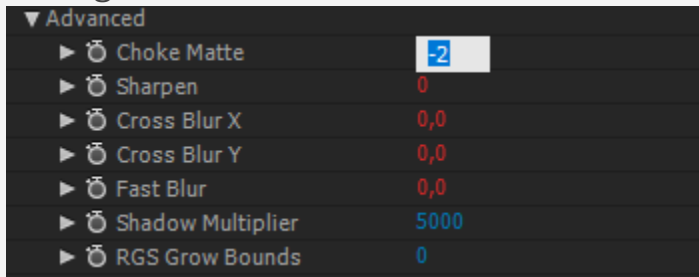 Advanced
Choke Matte -2
Sharpen 0
Cross Blur X 0,0
Cross Blur Y 0,0
Fast Blur 0,0
Shadow Multiplier 5000
RGS Grow Bounds 0